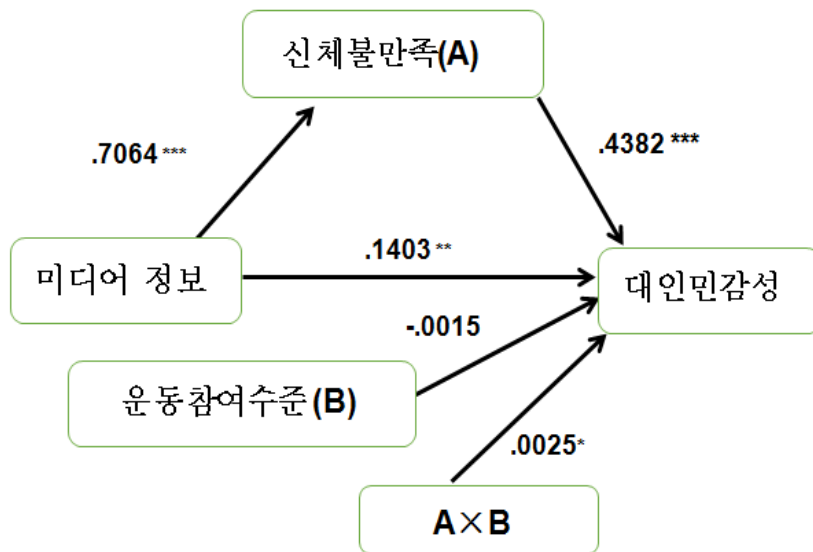 신체불만족(A)
.7064 ***
.4382 ***
미디어 정보
.1403 **
대인민감성
-.0015
운동참여수준(B)
.0025*
A×B